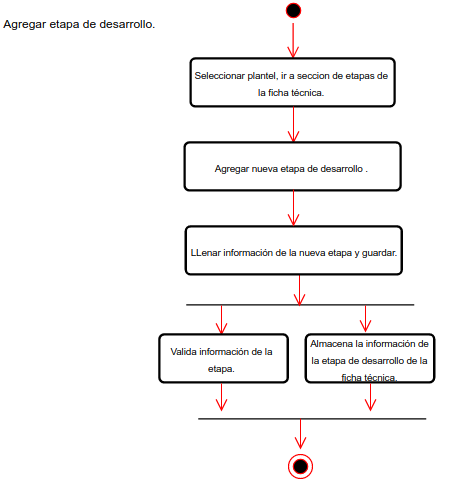 Agregar etapa de desarrollo.
Seleccionar plantel, ir a seccion de etapas de
la ficha técnica.
Agregar nueva etapa de desarrollo .
LLenar información de la nueva etapa y guardar.
Valida información de la
etapa.
Almacena la información de
la etapa de desarrollo de la
ficha técnica.